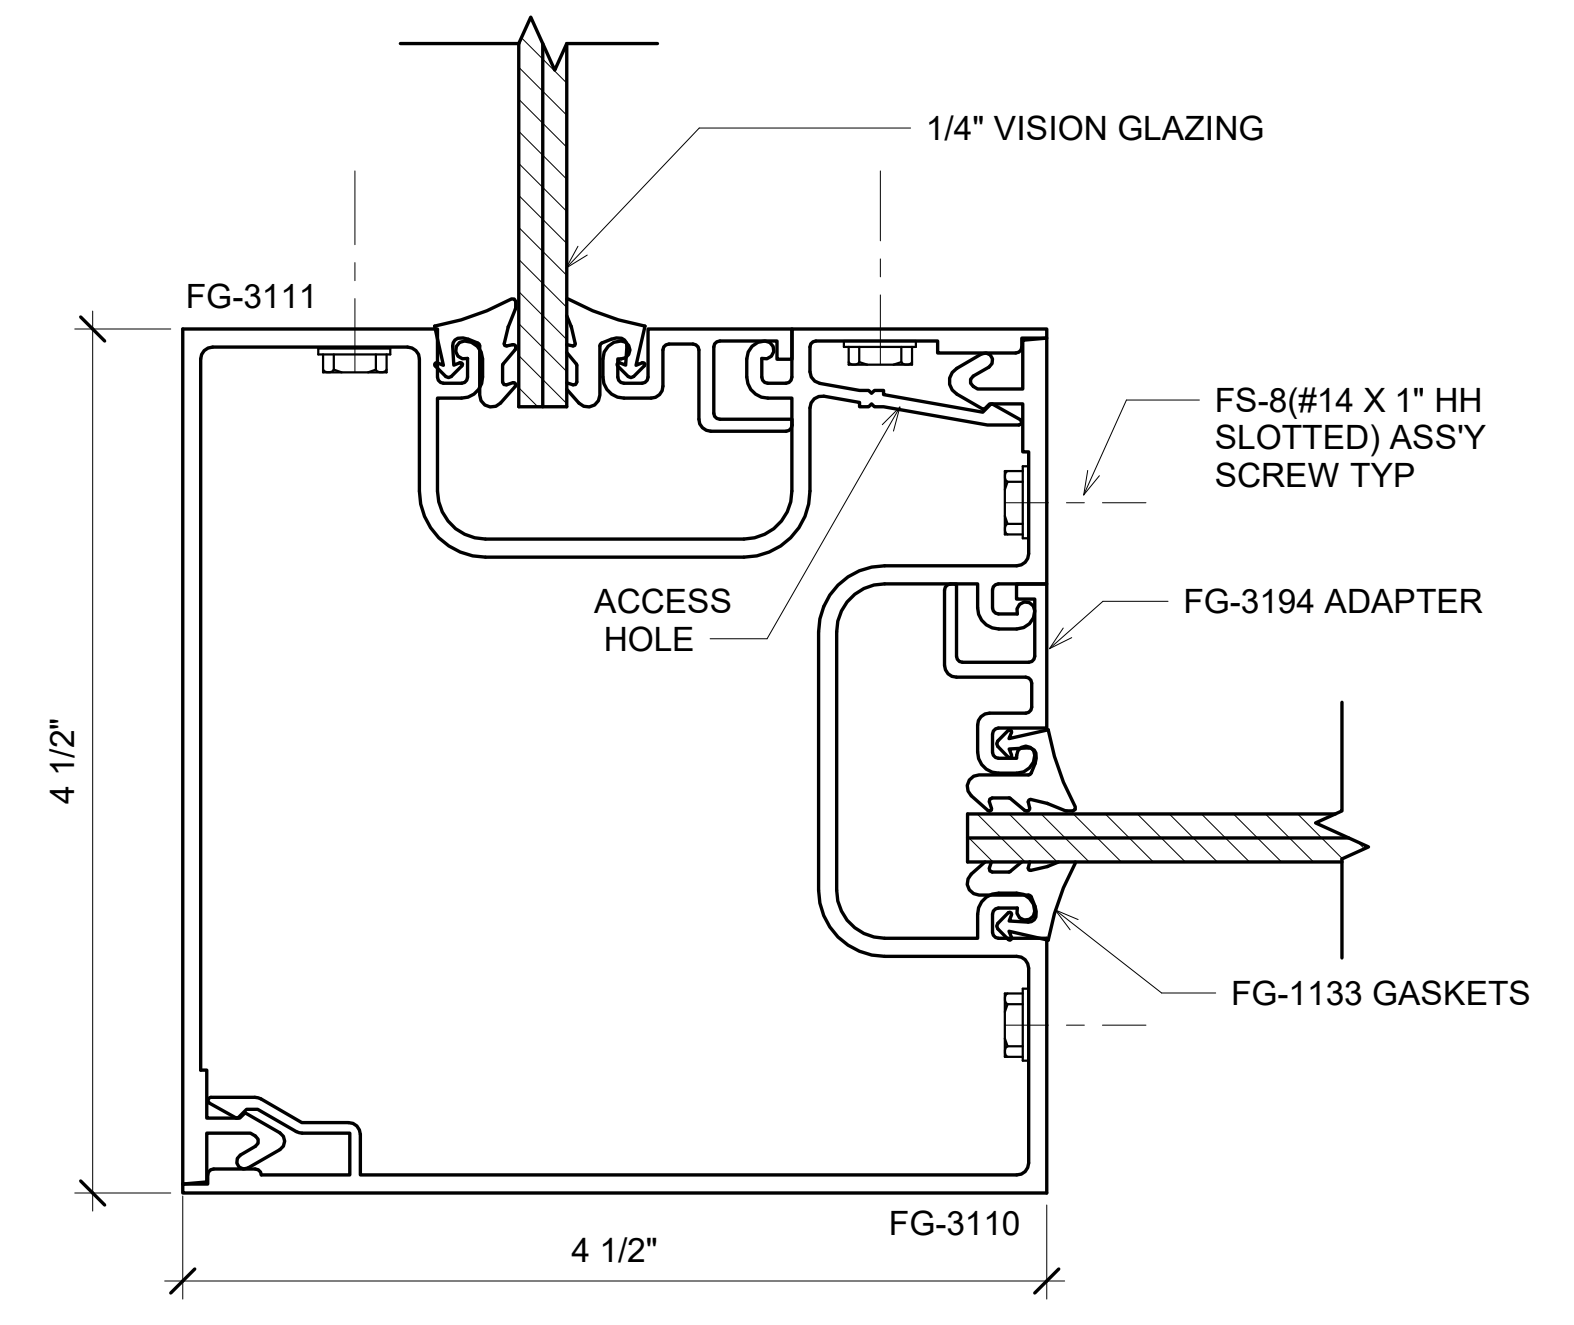 1/4" VISION GLAZING
FG-3111
FS-8(#14 X 1" HH
SLOTTED) ASS'Y
SCREW TYP
ACCESS
HOLE
FG-3194 ADAPTER
4 1/2"
FG-1133 GASKETS
FG-3110
4 1/2"